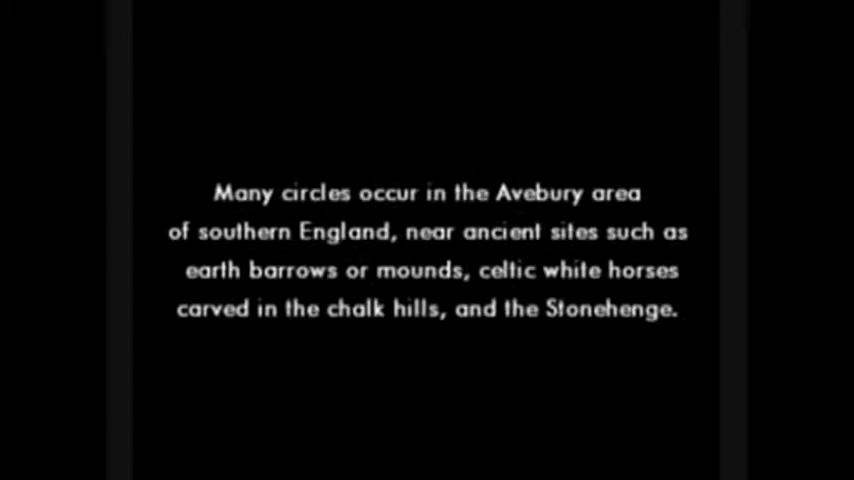 Many circles occur in the Avebury area
of southern England, near ancient sites such as
earth barrows or mounds, celtic white horses
carved in the chalk hills, and the Stonehenge.